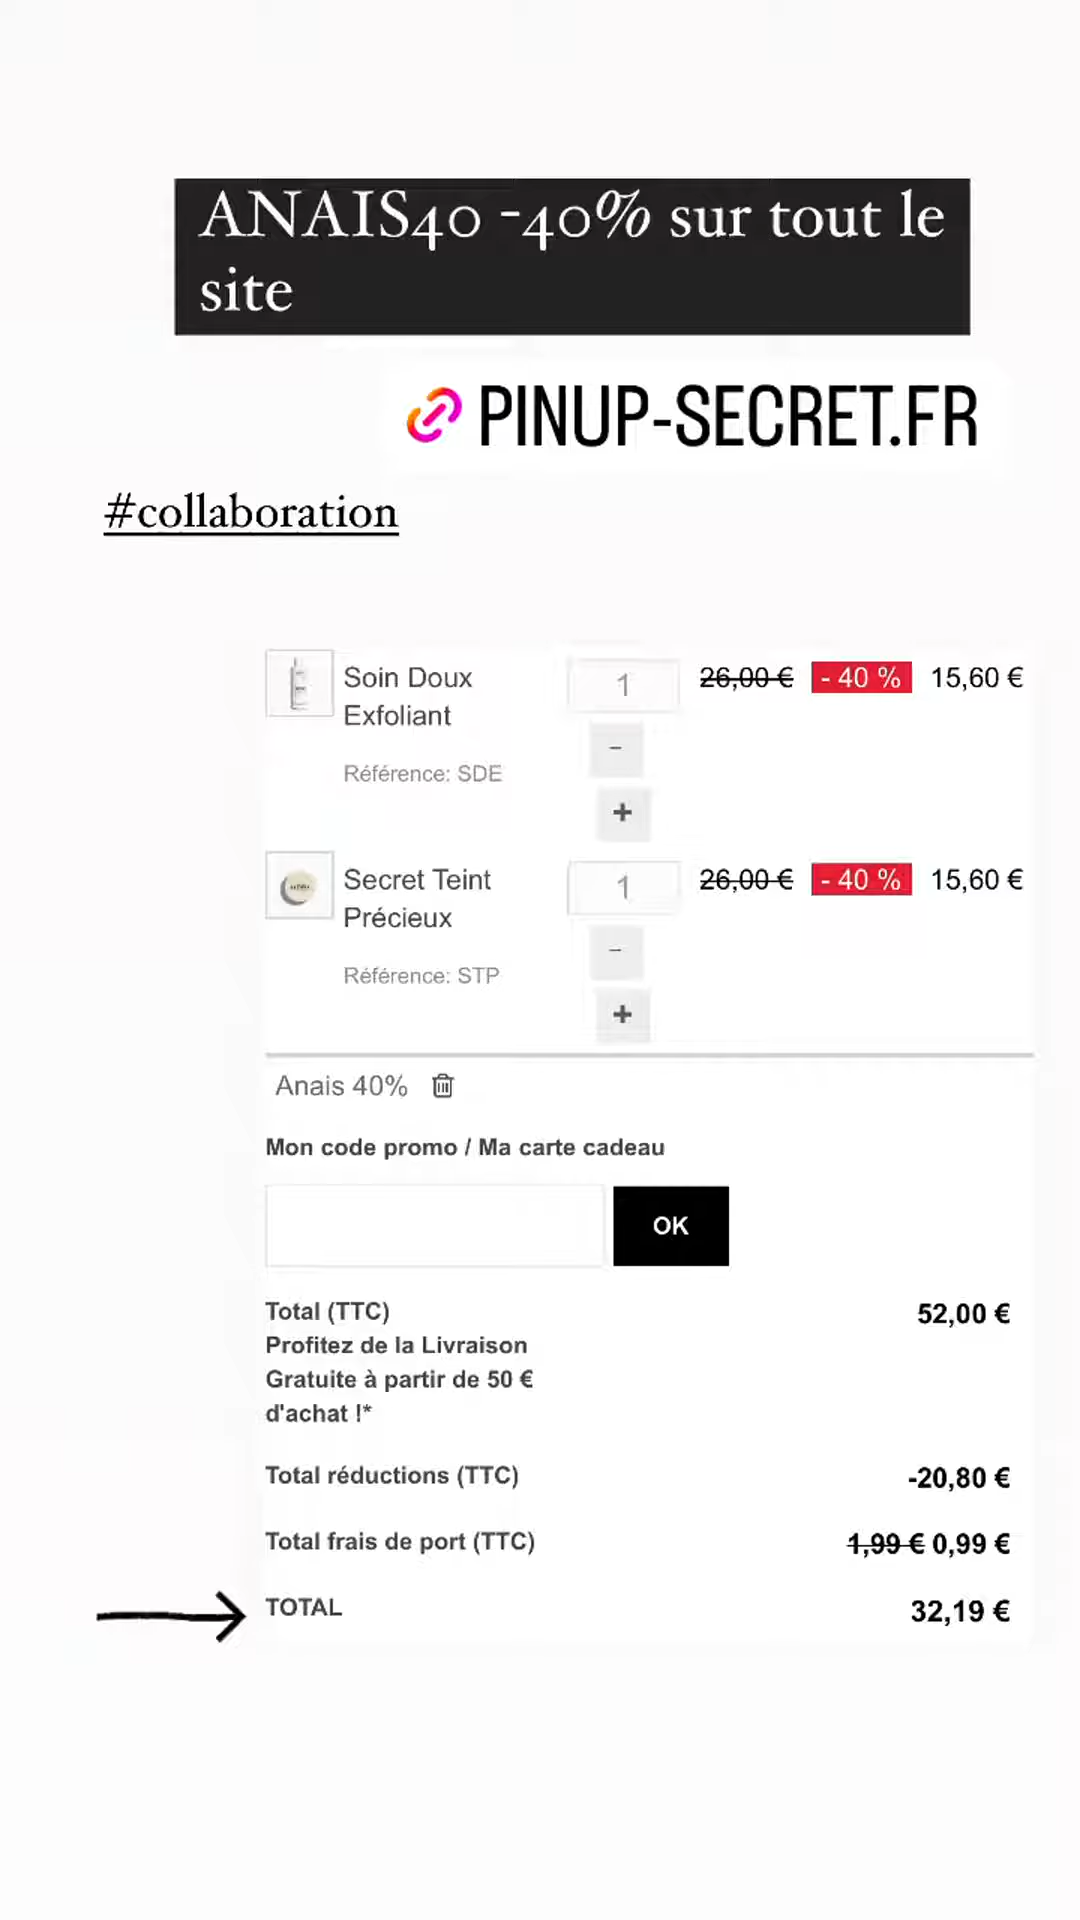 ANAIS40 -40% sur tout le
site
PINUP-SECRET.FR
#collaboration
Soin Doux
Exfoliant
1
26,00 € - 40 % 15,60 €
Référence: SDE
−
+
Secret Teint
Précieux
1
26,00 € - 40 % 15,60 €
Référence: STP
−
+
Anais 40%
Mon code promo / Ma carte cadeau
OK
Total (TTC) 52,00 €
Profitez de la Livraison
Gratuite à partir de 50 €
d'achat !*
Total réductions (TTC) -20,80 €
Total frais de port (TTC) 1,99 € 0,99 €
TOTAL 32,19 €